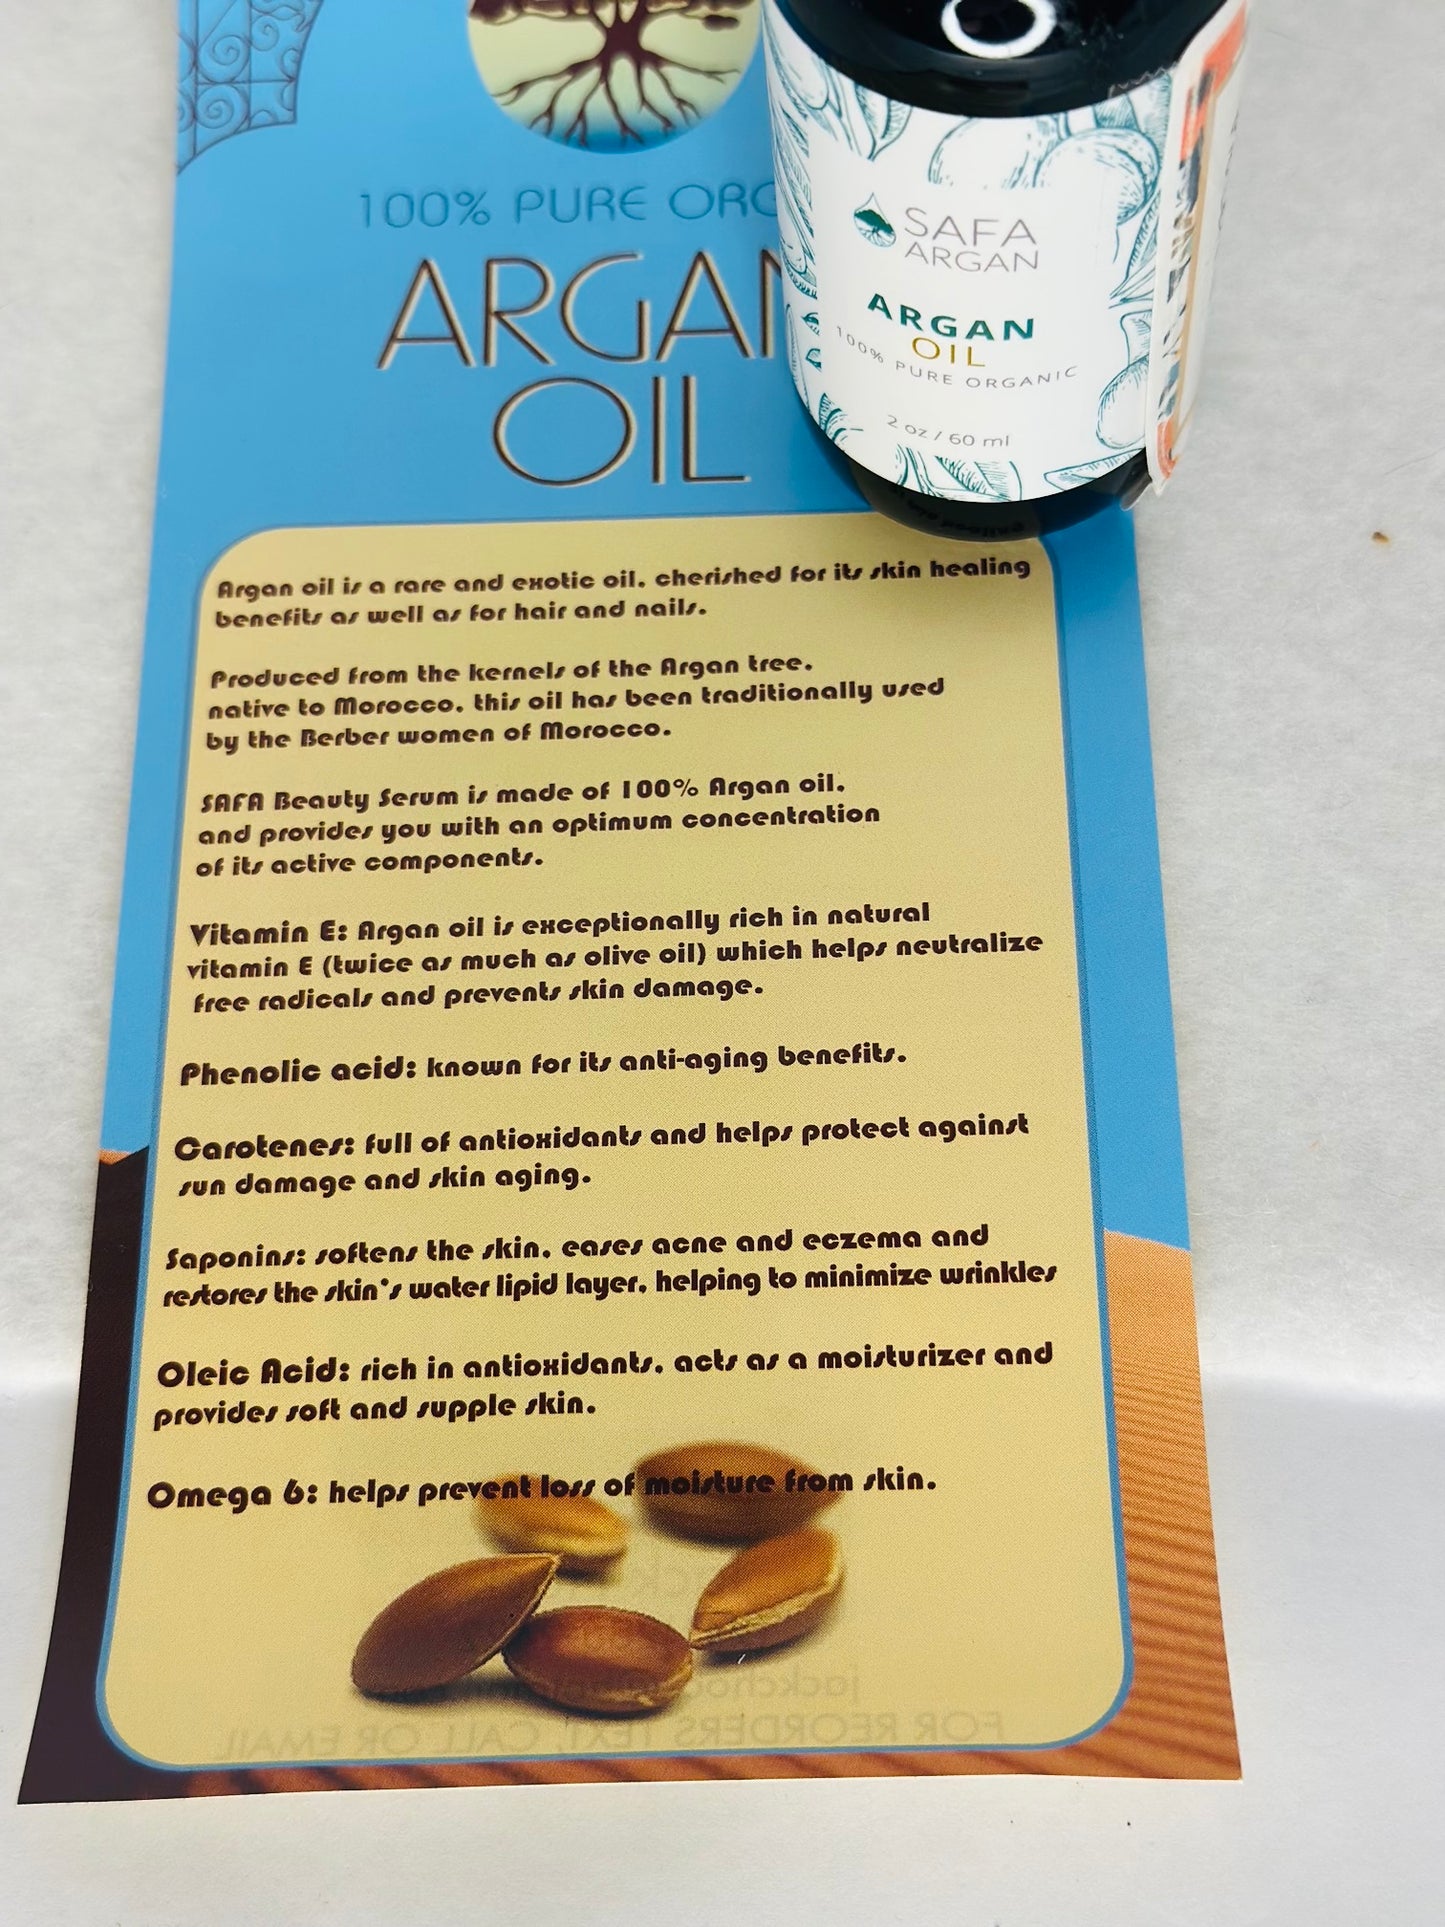 100% PURE
ARGAN
OIL
SAFA
ARGAN
ARGAN
OIL
100% PURE ORGANIC
2 oz / 60 ml
Argan oil is a rare and exotic oil, cherished for its skin healing
benefits as well as for hair and nails.
Produced from the kernels of the Argan tree,
native to Morocco, this oil has been traditionally used
by the Berber women of Morocco.
SAFA Beauty Serum is made of 100% Argan oil,
and provides you with an optimum concentration
of its active components.
Vitamin E: Argan oil is exceptionally rich in natural
vitamin E (twice as much as olive oil) which helps neutralize
free radicals and prevents skin damage.
Phenolic acid: known for its anti-aging benefits.
Carotenes: full of antioxidants and helps protect against
sun damage and skin aging.
Saponins: softens the skin, eases acne and eczema and
restores the skin's water lipid layer, helping to minimize wrinkles
Oleic Acid: rich in antioxidants, acts as a moisturizer and
provides soft and supple skin.
Omega 6: helps prevent loss of moisture from skin.
FOR REORDERS TEXT, CALL OR EMAIL